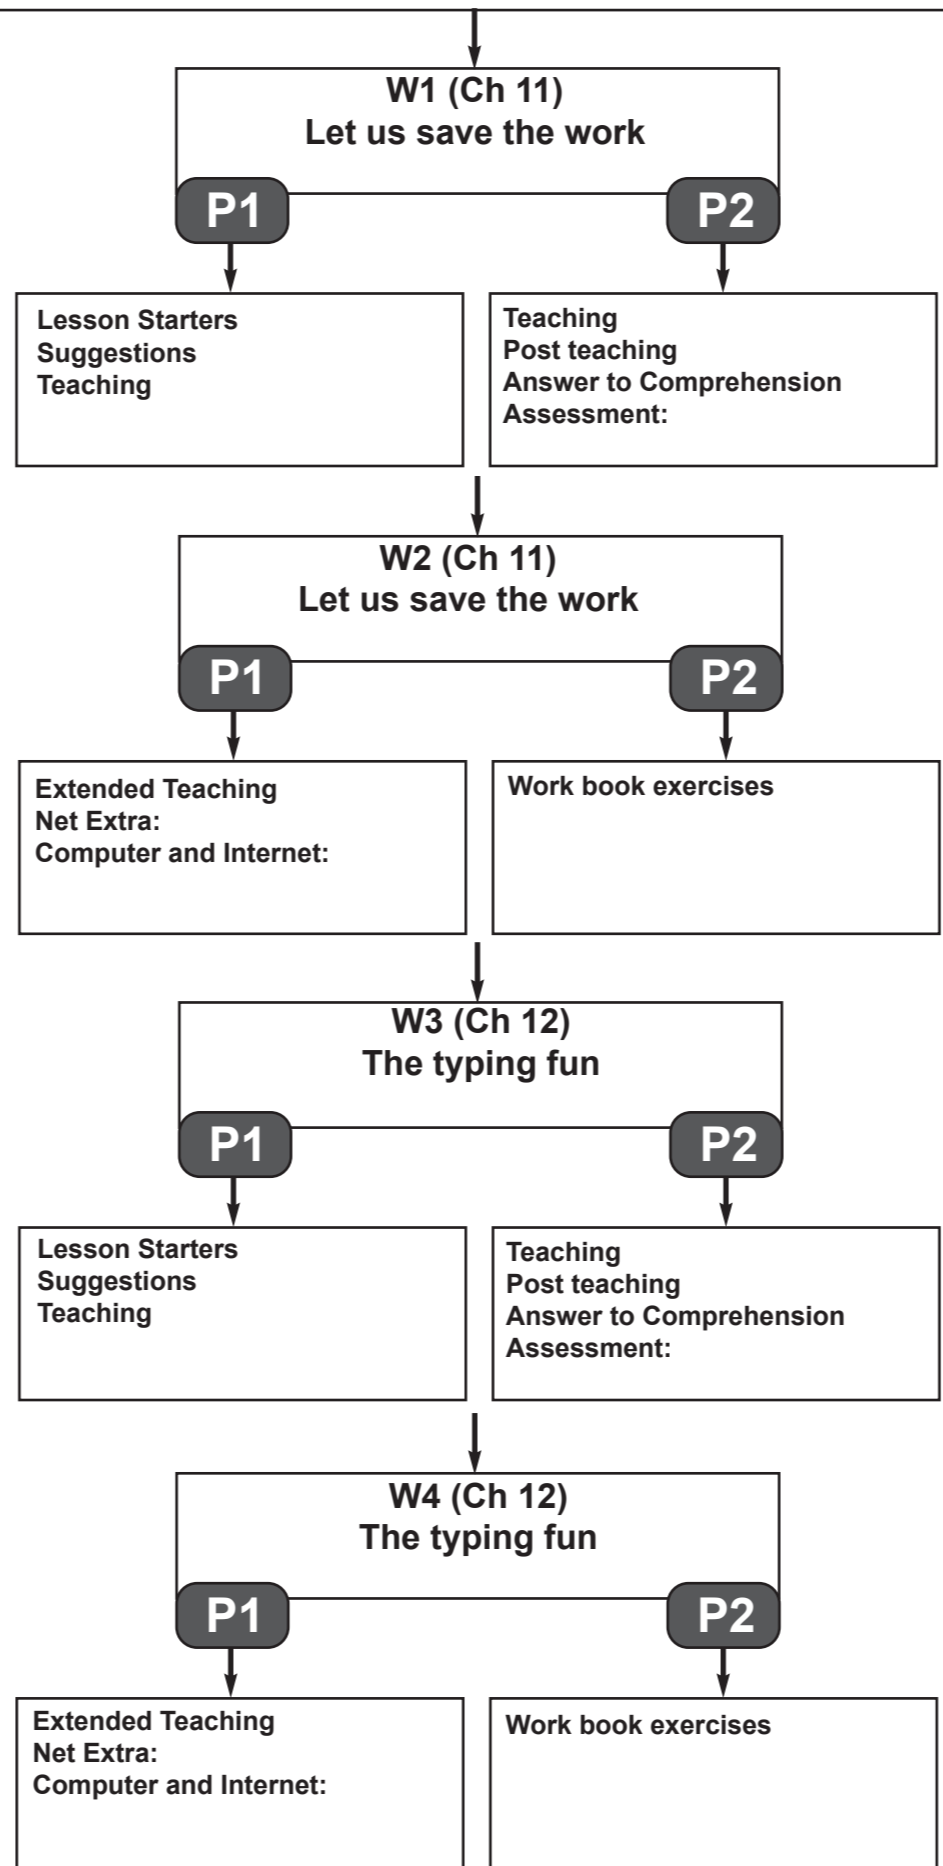 W1 (Ch 11)
Let us save the work
P1
P2
Lesson Starters
Suggestions
Teaching
Teaching
Post teaching
Answer to Comprehension
Assessment:
W2 (Ch 11)
Let us save the work
P1
P2
Extended Teaching
Net Extra:
Computer and Internet:
Work book exercises
W3 (Ch 12)
The typing fun
P1
P2
Lesson Starters
Suggestions
Teaching
Teaching
Post teaching
Answer to Comprehension
Assessment:
W4 (Ch 12)
The typing fun
P1
P2
Extended Teaching
Net Extra:
Computer and Internet:
Work book exercises